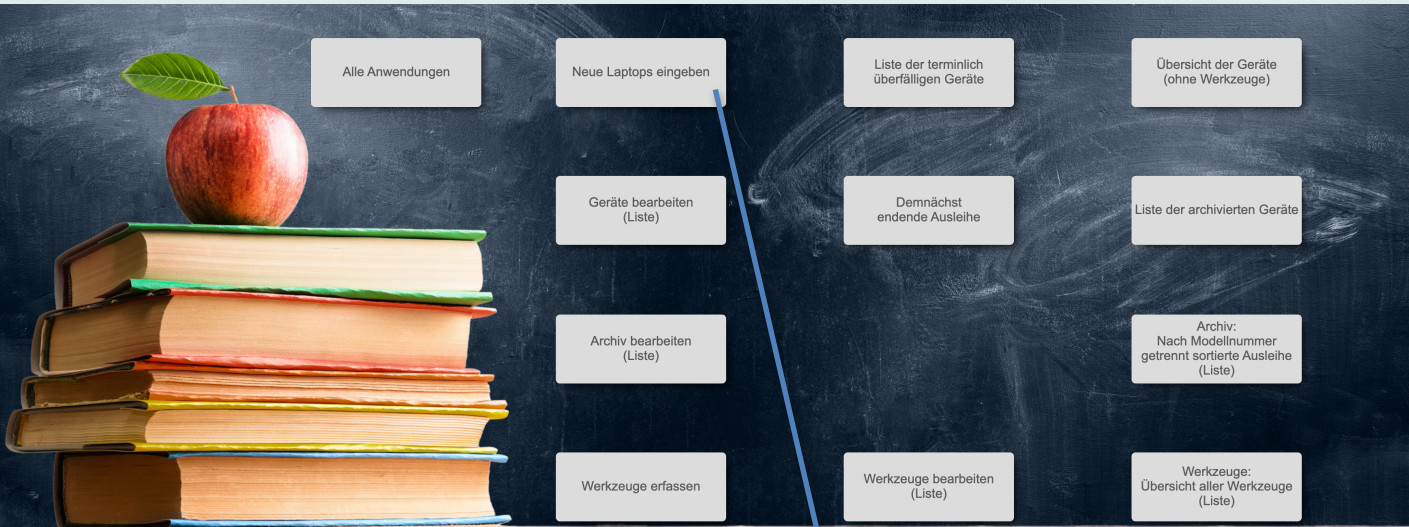 Alle Anwendungen
Neue Laptops eingeben
Liste der terminlich
überfälligen Geräte
Übersicht der Geräte
(ohne Werkzeuge)
Geräte bearbeiten
(Liste)
Demnächst
endende Ausleihe
Liste der archivierten Geräte
Archiv bearbeiten
(Liste)
Archiv:
Nach Modellnummer
getrennt sortierte Ausleihe
(Liste)
Werkzeuge erfassen
Werkzeuge bearbeiten
(Liste)
Werkzeuge:
Übersicht aller Werkzeuge
(Liste)